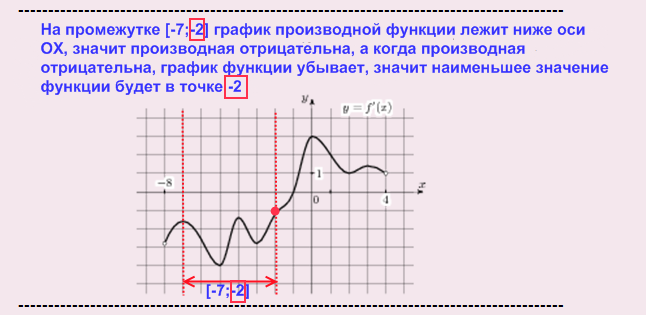 На промежутке [-7;-2] график производной функции лежит ниже оси
ОХ, значит производная отрицательна, а когда производная
отрицательна, график функции убывает, значит наименьшее значение
функции будет в точке -2
y
y = f'(x)
-8
1
x
0
4
[-7;-2]